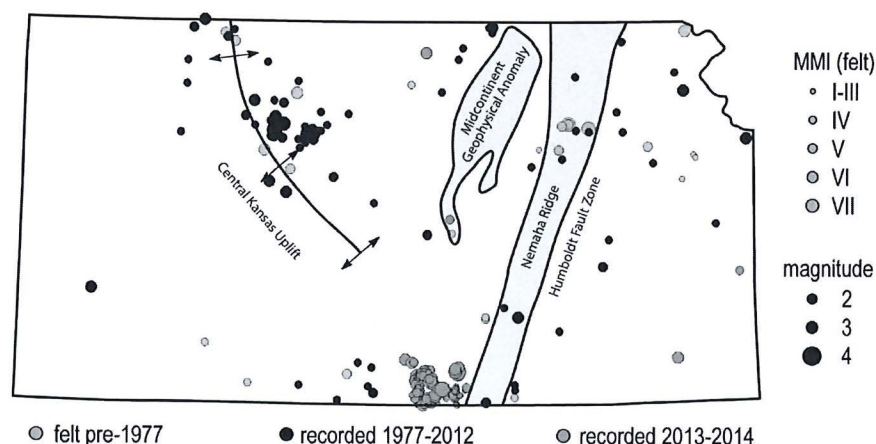 Midcontinent
Geophysical Anomaly
Central Kansas Uplift
Nemaha Ridge
Humboldt Fault Zone
MMI (felt)
I-III
IV
V
VI
VII
magnitude
2
3
4
felt pre-1977
recorded 1977-2012
recorded 2013-2014